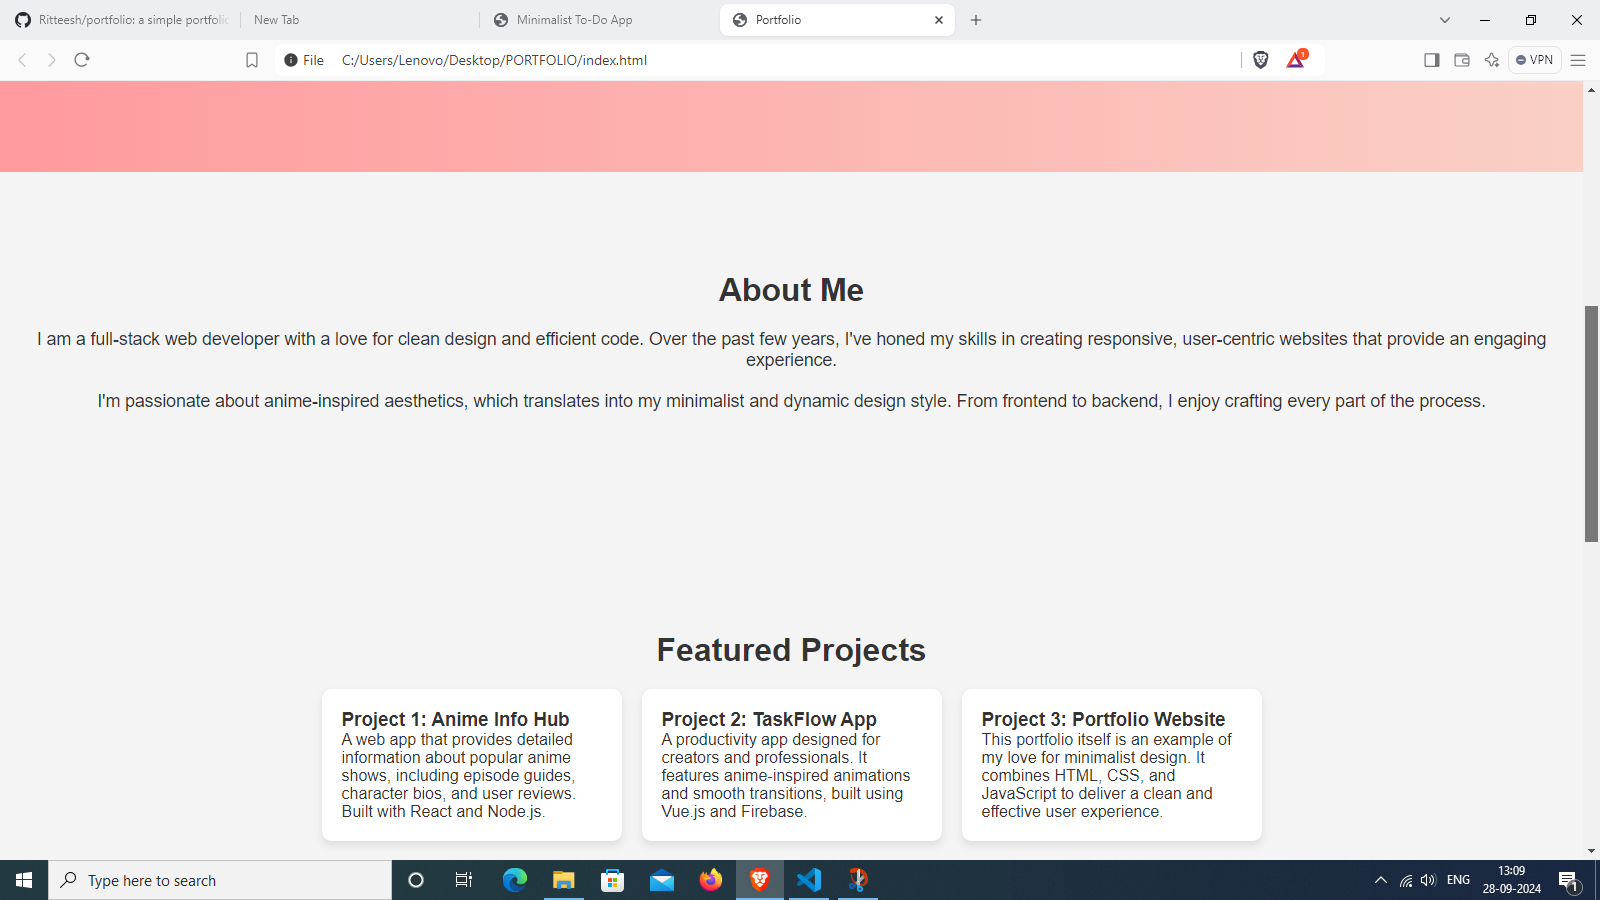 Ritteesh/portfolio: a simple portfolio
New Tab
Minimalist To-Do App
Portfolio
File
C:/Users/Lenovo/Desktop/PORTFOLIO/index.html
1
VPN
About Me
I am a full-stack web developer with a love for clean design and efficient code. Over the past few years, I've honed my skills in creating responsive, user-centric websites that provide an engaging
experience.
I'm passionate about anime-inspired aesthetics, which translates into my minimalist and dynamic design style. From frontend to backend, I enjoy crafting every part of the process.
Featured Projects
Project 1: Anime Info Hub
A web app that provides detailed
information about popular anime
shows, including episode guides,
character bios, and user reviews.
Built with React and Node.js.
Project 2: TaskFlow App
A productivity app designed for
creators and professionals. It
features anime-inspired animations
and smooth transitions, built using
Vue.js and Firebase.
Project 3: Portfolio Website
This portfolio itself is an example of
my love for minimalist design. It
combines HTML, CSS, and
JavaScript to deliver a clean and
effective user experience.
Type here to search
ENG
13:09
28-09-2024
1